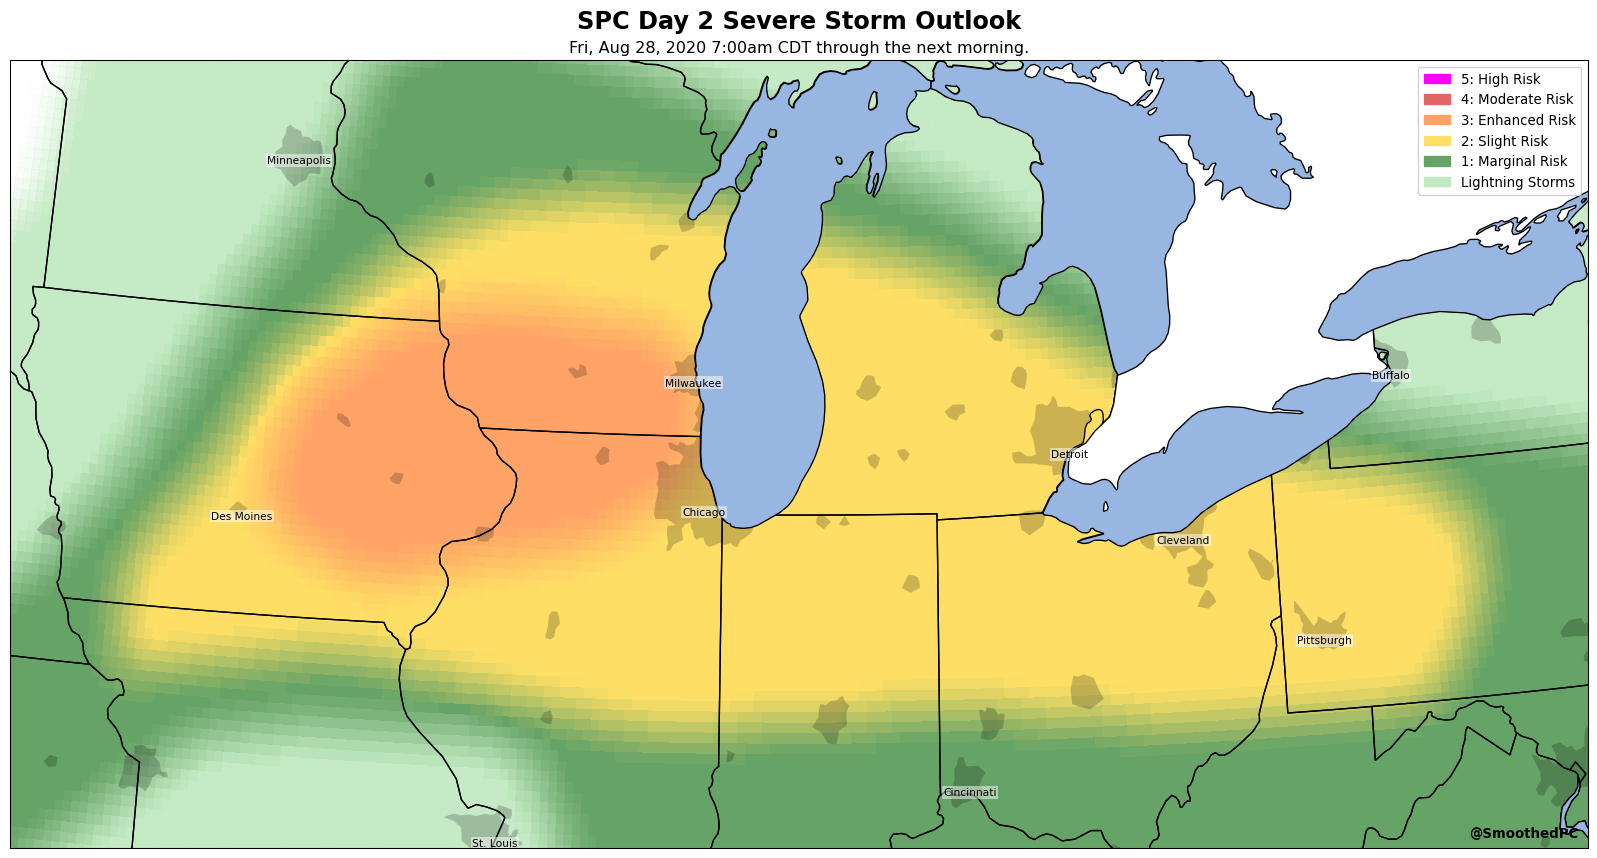 SPC Day 2 Severe Storm Outlook
Fri, Aug 28, 2020 7:00am CDT through the next morning.
5: High Risk
4: Moderate Risk
3: Enhanced Risk
2: Slight Risk
1: Marginal Risk
Lightning Storms
Minneapolis
Milwaukee
Buffalo
Detroit
Des Moines
Chicago
Cleveland
Pittsburgh
Cincinnati
St. Louis
@SmoothedPC